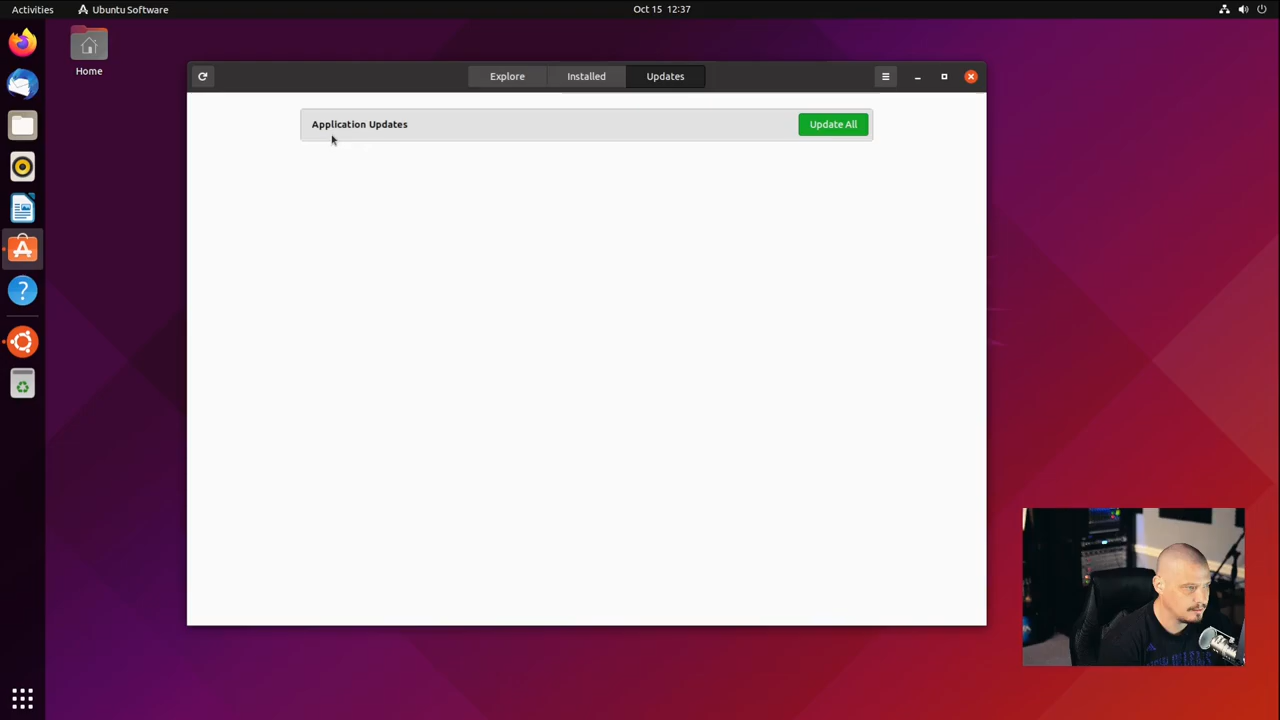 Activities
Ubuntu Software
Oct 15 12:37
Home
Explore
Installed
Updates
Application Updates
Update All